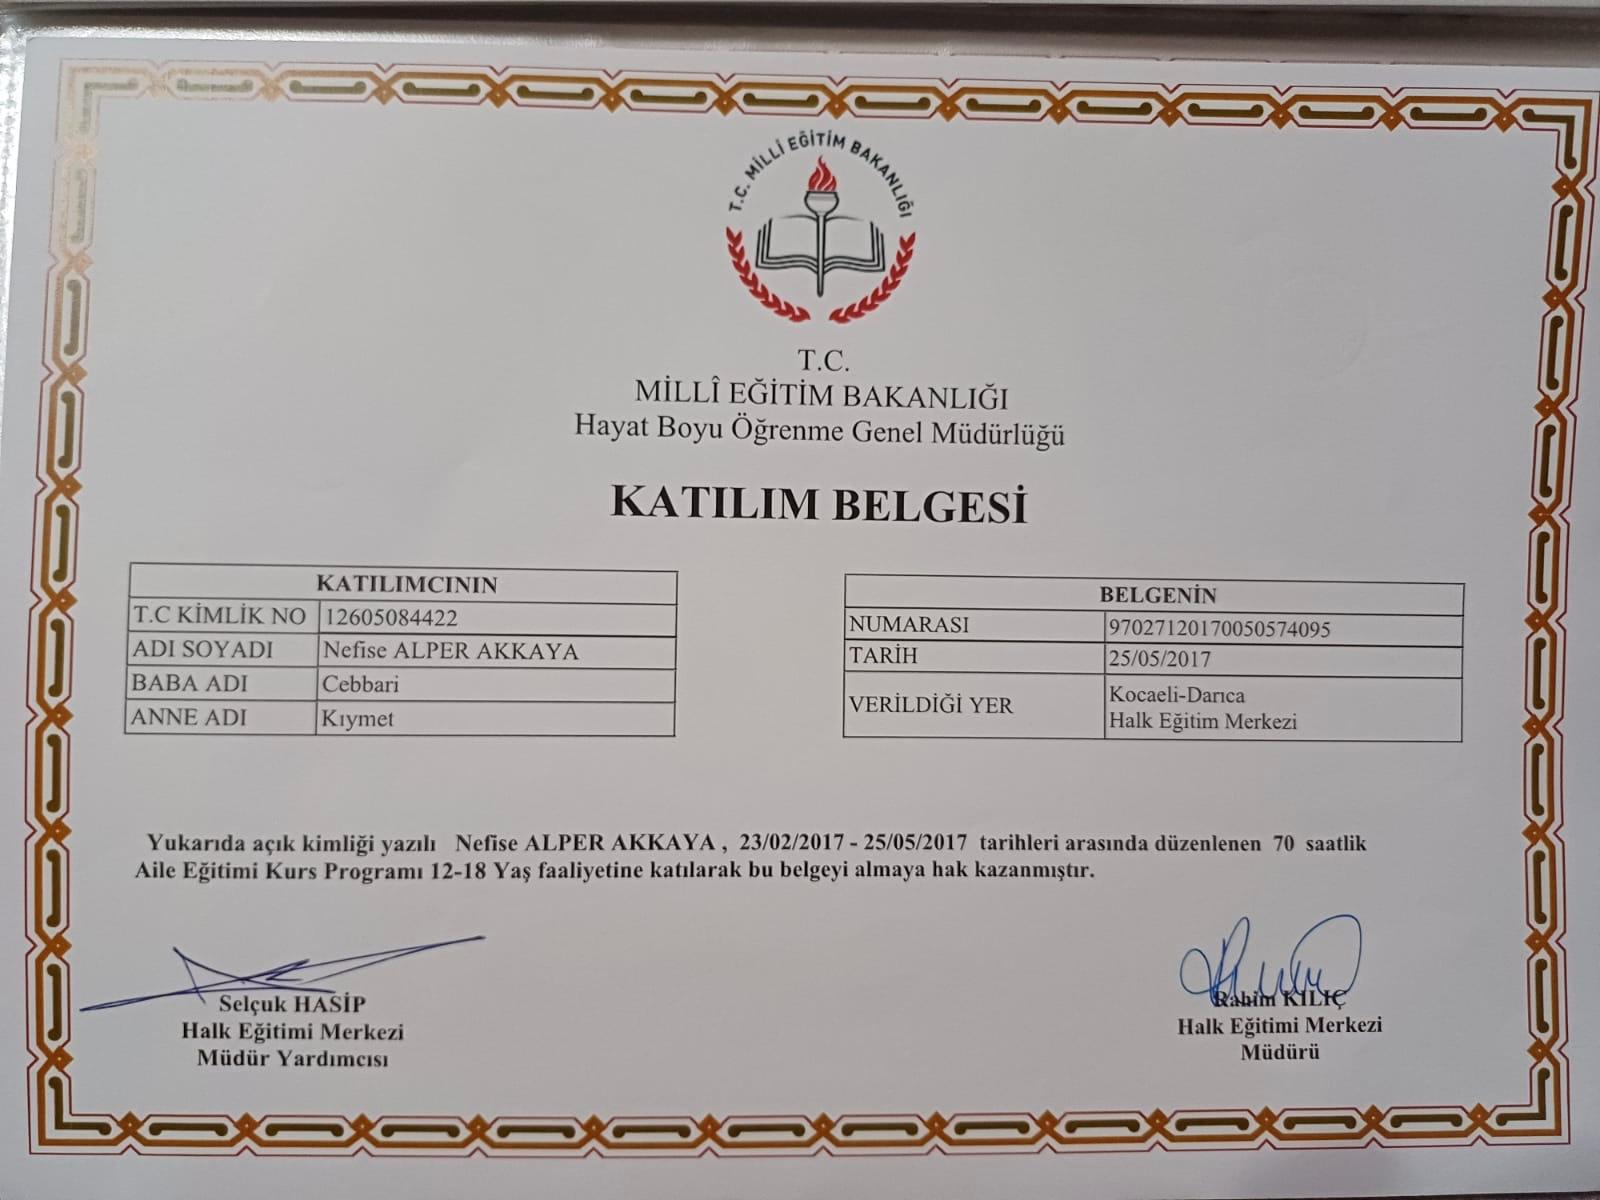 T.C. MİLLİ EĞİTİM BAKANLIĞI
T.C.
MİLLÎ EĞİTİM BAKANLIĞI
Hayat Boyu Öğrenme Genel Müdürlüğü
KATILIM BELGESİ
KATILIMCININ
T.C KİMLİK NO 12605084422
ADI SOYADI Nefise ALPER AKKAYA
BABA ADI Cebbari
ANNE ADI Kıymet
BELGENİN
NUMARASI 97027120170050574095
TARİH 25/05/2017
VERİLDİĞİ YER Kocaeli-Darıca
Halk Eğitim Merkezi
Yukarıda açık kimliği yazılı Nefise ALPER AKKAYA , 23/02/2017 - 25/05/2017 tarihleri arasında düzenlenen 70 saatlik
Aile Eğitimi Kurs Programı 12-18 Yaş faaliyetine katılarak bu belgeyi almaya hak kazanmıştır.
Selçuk HASİP
Halk Eğitimi Merkezi
Müdür Yardımcısı
Rahim KILIÇ
Halk Eğitimi Merkezi
Müdürü